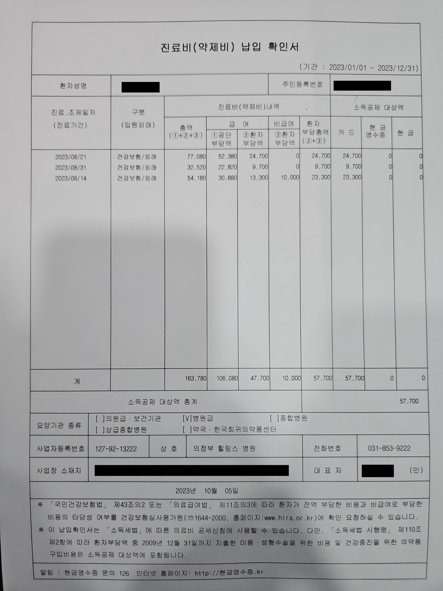 진료비(약제비) 납입 확인서
(기간 : 2023/01/01 - 2023/12/31)
환자성명
주민등록번호
진료.조제일자 (진료기간)
구분 (입원외래)
진료비(약제비)내역
소득공제 대상액
총액 (①+②+③)
급 여
비급여
환자 부담총액 (②+③)
카 드
현 금 영수증
현 금
①공단 부담액
②환자 부담액
③환자 부담액
2023/08/21 건강보험/외래 77,080 52,380 24,700 0 24,700 24,700 0 0
2023/08/31 건강보험/외래 32,520 22,820 9,700 0 9,700 9,700 0 0
2023/09/14 건강보험/외래 54,180 30,880 13,300 10,000 23,300 23,300 0 0
계 163,780 106,080 47,700 10,000 57,700 57,700 0 0
소득공제 대상액 총계 57,700
요양기관 종류
[ ]의원급·보건기관 [V]병원급 [ ]종합병원
[ ]상급종합병원 [ ]약국·한국희귀의약품센터
사업자등록번호 127-92-13222 상 호 의정부 힐링스 병원 전화번호 031-853-9222
사업장 소재지 대 표 자 (인)
2023년 10월 05일
※ 「국민건강보험법」 제43조의2 또는 「의료급여법」 제11조의3에 따라 환자가 전액 부담한 비용과 비급여로 부담한
비용의 타당성 여부를 건강보험심사평가원(☎1644-2000, 홈페이지:www.hira.or.kr)에 확인 요청하실 수 있습니다.
※ 이 납입확인서는 「소득세법」에 따른 의료비 공제신청에 사용할 수 있습니다. 다만, 「소득세법 시행령」 제110조
제2항에 따라 환자부담액 중 2009년 12월 31일까지 지출한 미용·성형수술을 위한 비용 및 건강증진을 위한 의약품
구입비용은 소득공제 대상액에 포함됩니다.
알림 : 현금영수증 문의 126 인터넷 홈페이지: http://현금영수증.kr